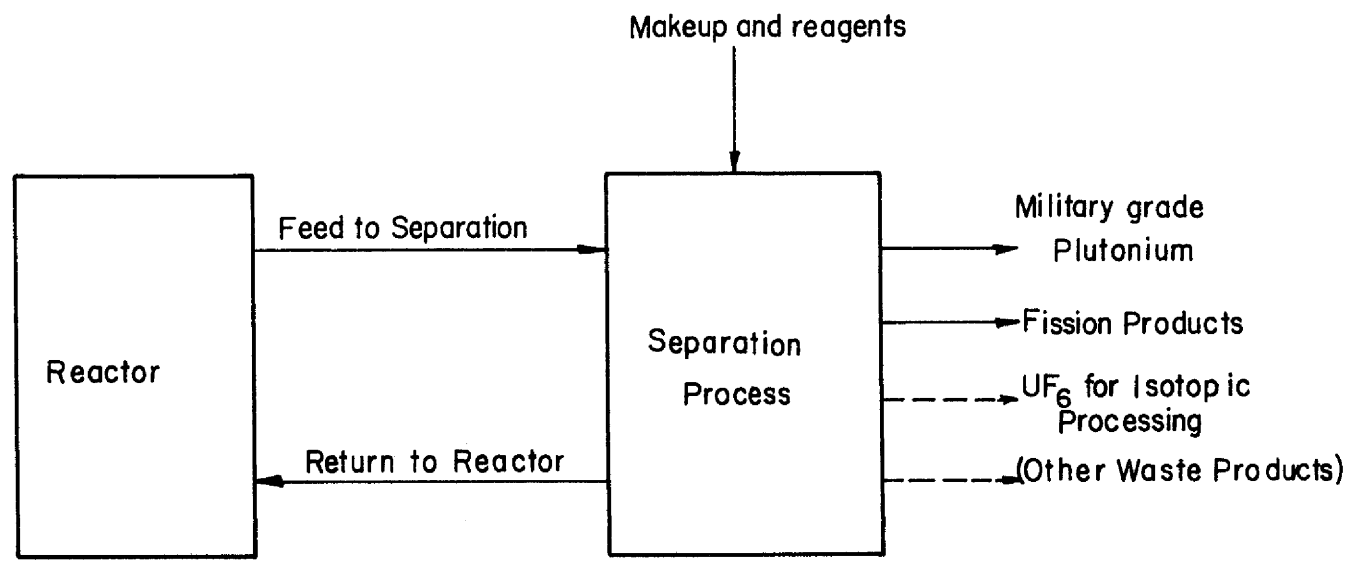 Makeup and reagents
Feed to Separation
Military grade
Plutonium
Fission Products
Separation
Process
Reactor
UF₆ for Isotopic
Processing
Return to Reactor
(Other Waste Products)